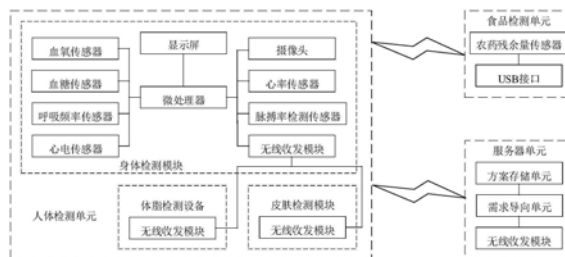 血氧传感器
显示屏
摄像头
血糖传感器
心率传感器
微处理器
呼吸频率传感器
脉搏率检测传感器
心电传感器
无线收发模块
身体检测模块
人体检测单元
体脂检测设备
无线收发模块
皮肤检测模块
无线收发模块
食品检测单元
农药残余量传感器
USB接口
服务器单元
方案存储单元
需求导向单元
无线收发模块